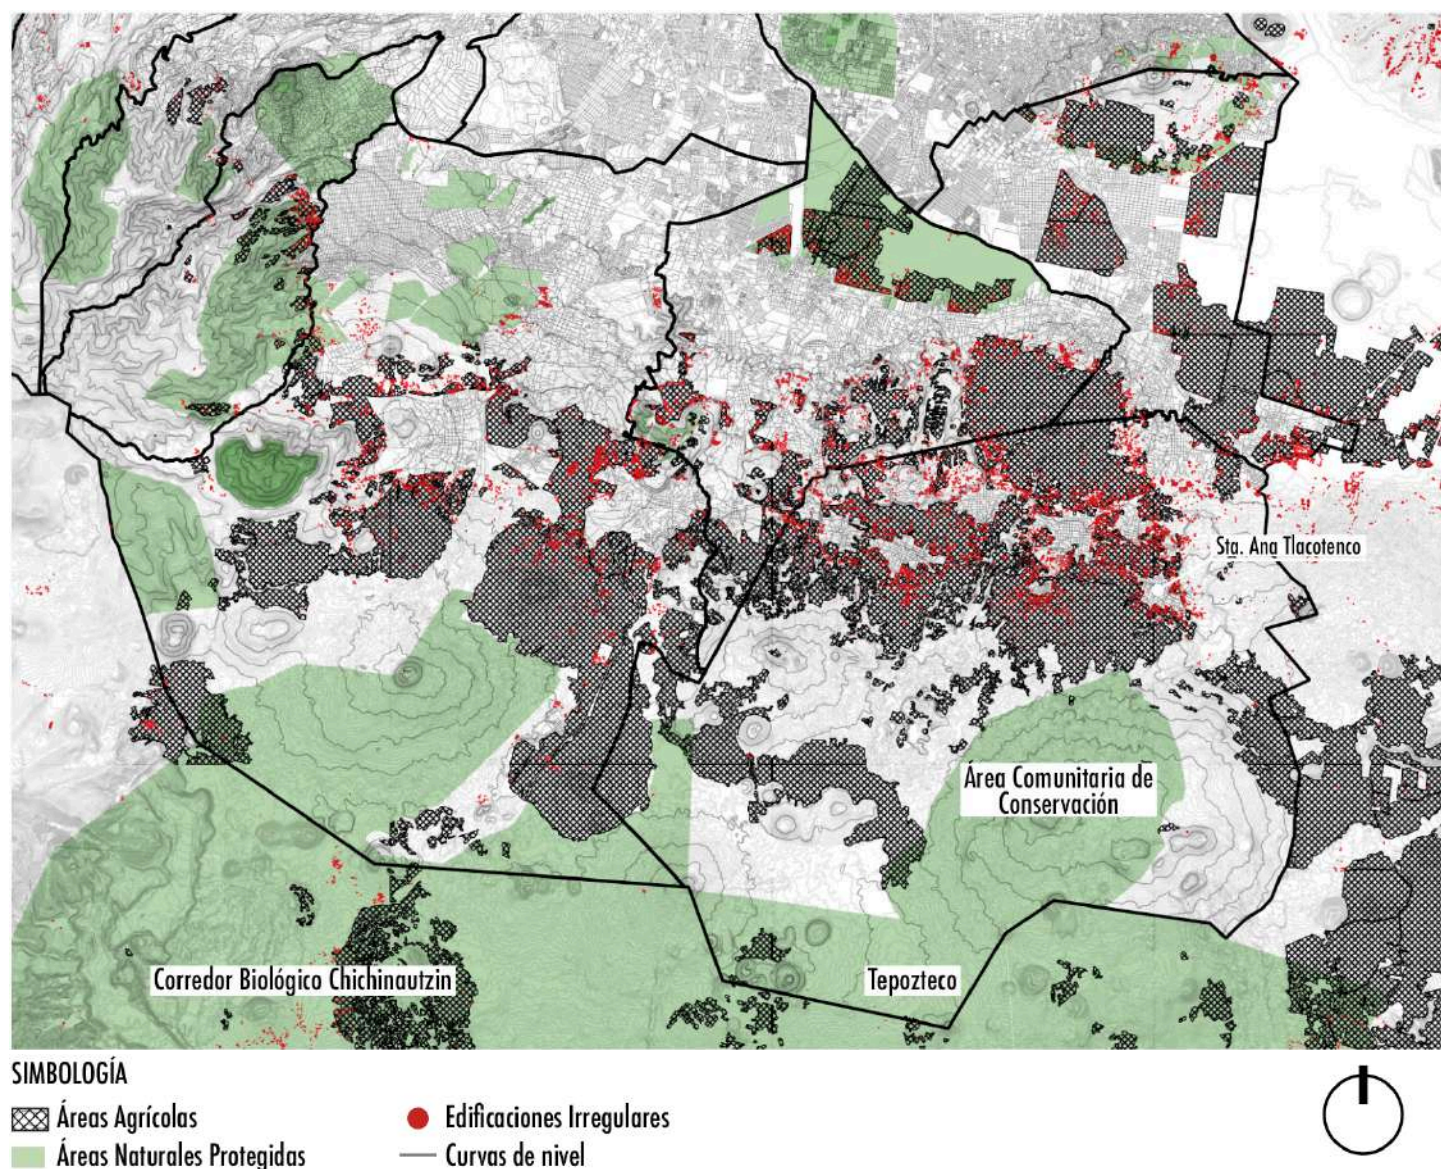 Sta. Ana Tlacotenco
Área Comunitaria de
Conservación
Corredor Biológico Chichinautzin
Tepozteco
SIMBOLOGÍA
Áreas Agrícolas
Edificaciones Irregulares
Áreas Naturales Protegidas
Curvas de nivel